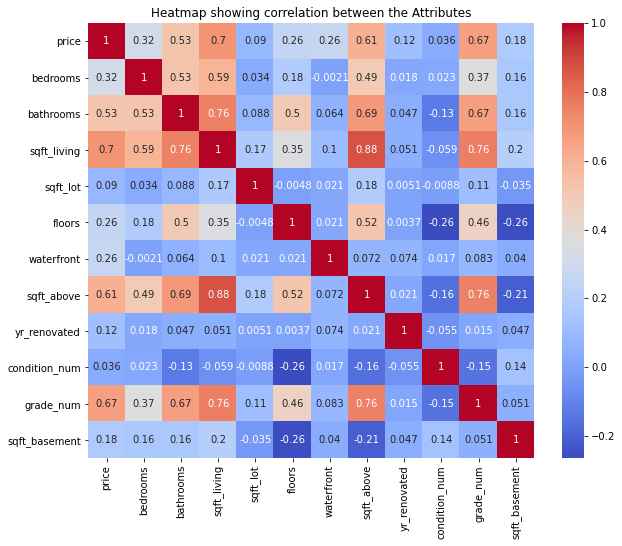 Heatmap showing correlation between the Attributes
price 1 0.32 0.53 0.7 0.09 0.26 0.26 0.61 0.12 0.036 0.67 0.18
bedrooms 0.32 1 0.53 0.59 0.034 0.18 -0.0021 0.49 0.018 0.023 0.37 0.16
bathrooms 0.53 0.53 1 0.76 0.088 0.5 0.064 0.69 0.047 -0.13 0.67 0.16
sqft_living 0.7 0.59 0.76 1 0.17 0.35 0.1 0.88 0.051 -0.059 0.76 0.2
sqft_lot 0.09 0.034 0.088 0.17 1 -0.0048 0.021 0.18 0.0051 -0.0088 0.11 -0.035
floors 0.26 0.18 0.5 0.35 -0.0048 1 0.021 0.52 0.0037 -0.26 0.46 -0.26
waterfront 0.26 -0.0021 0.064 0.1 0.021 0.021 1 0.072 0.074 0.017 0.083 0.04
sqft_above 0.61 0.49 0.69 0.88 0.18 0.52 0.072 1 0.021 -0.16 0.76 -0.21
yr_renovated 0.12 0.018 0.047 0.051 0.0051 0.0037 0.074 0.021 1 -0.055 0.015 0.047
condition_num 0.036 0.023 -0.13 -0.059 -0.0088 -0.26 0.017 -0.16 -0.055 1 -0.15 0.14
grade_num 0.67 0.37 0.67 0.76 0.11 0.46 0.083 0.76 0.015 -0.15 1 0.051
sqft_basement 0.18 0.16 0.16 0.2 -0.035 -0.26 0.04 -0.21 0.047 0.14 0.051 1
price bedrooms bathrooms sqft_living sqft_lot floors waterfront sqft_above yr_renovated condition_num grade_num sqft_basement
1.0
0.8
0.6
0.4
0.2
0.0
−0.2